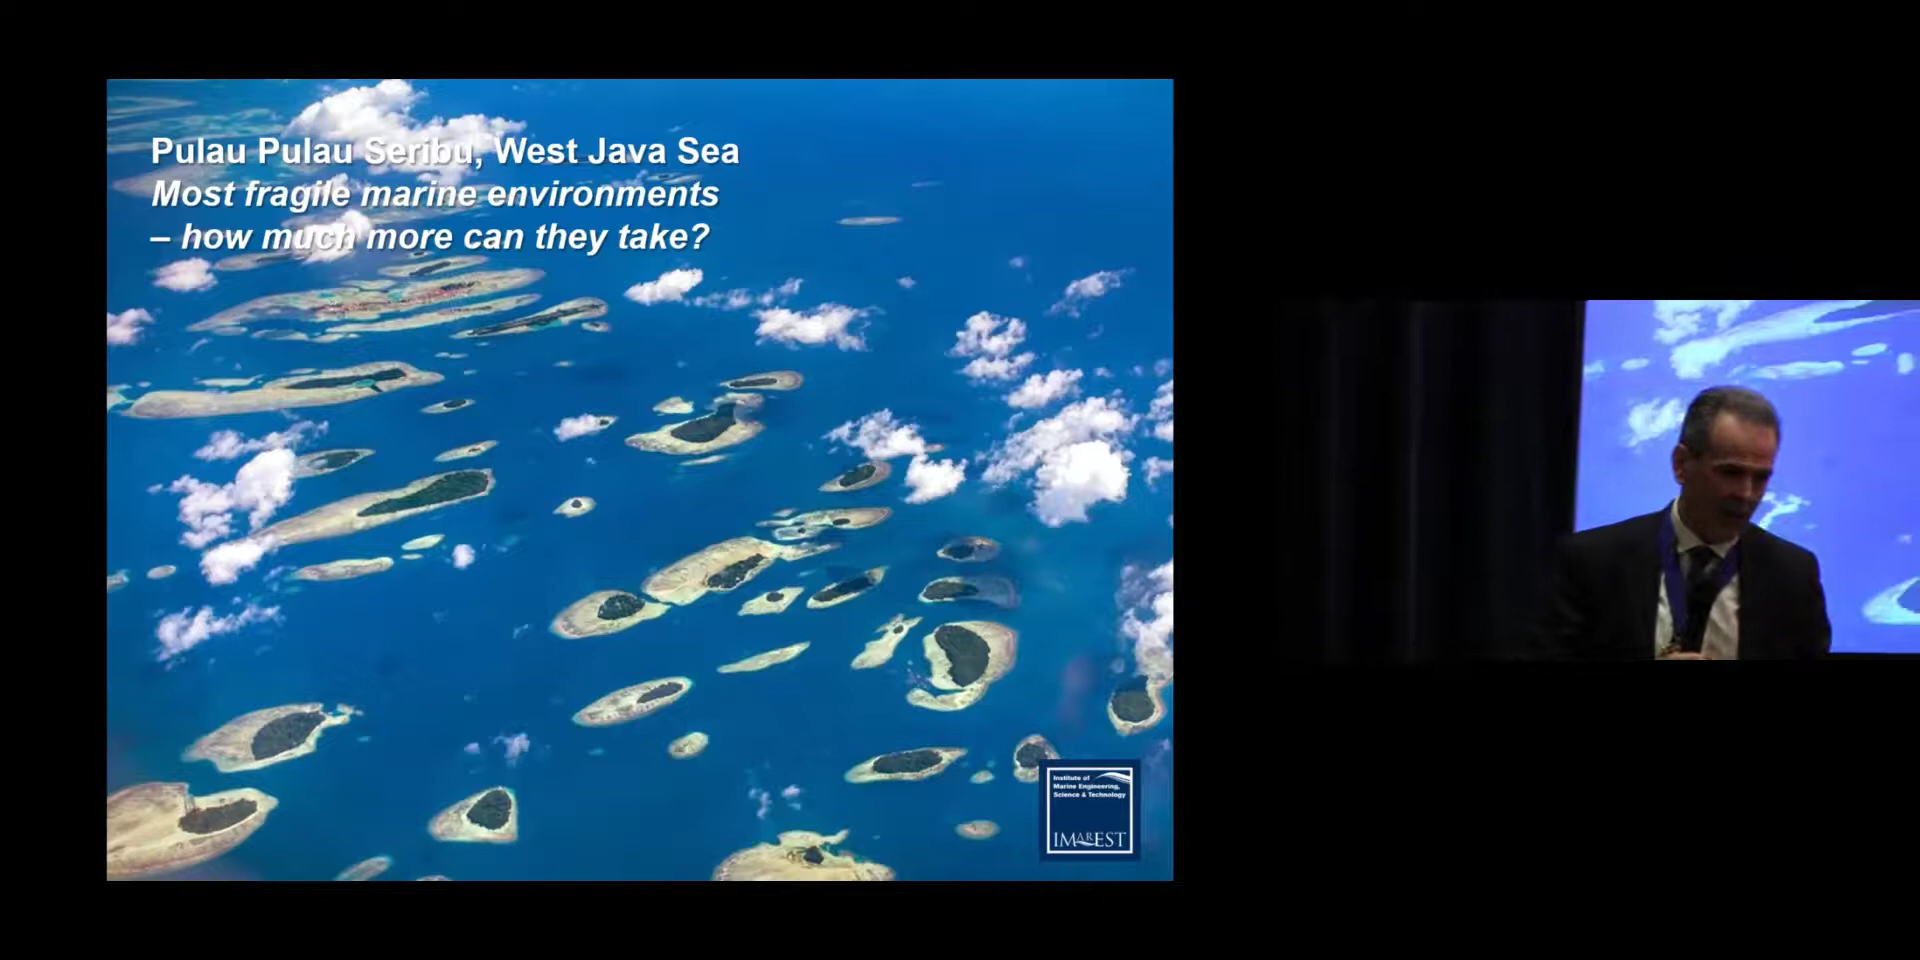 Pulau Pulau Seribu, West Java Sea
Most fragile marine environments
– how much more can they take?
Institute of
Marine Engineering,
Science & Technology
IMAREST